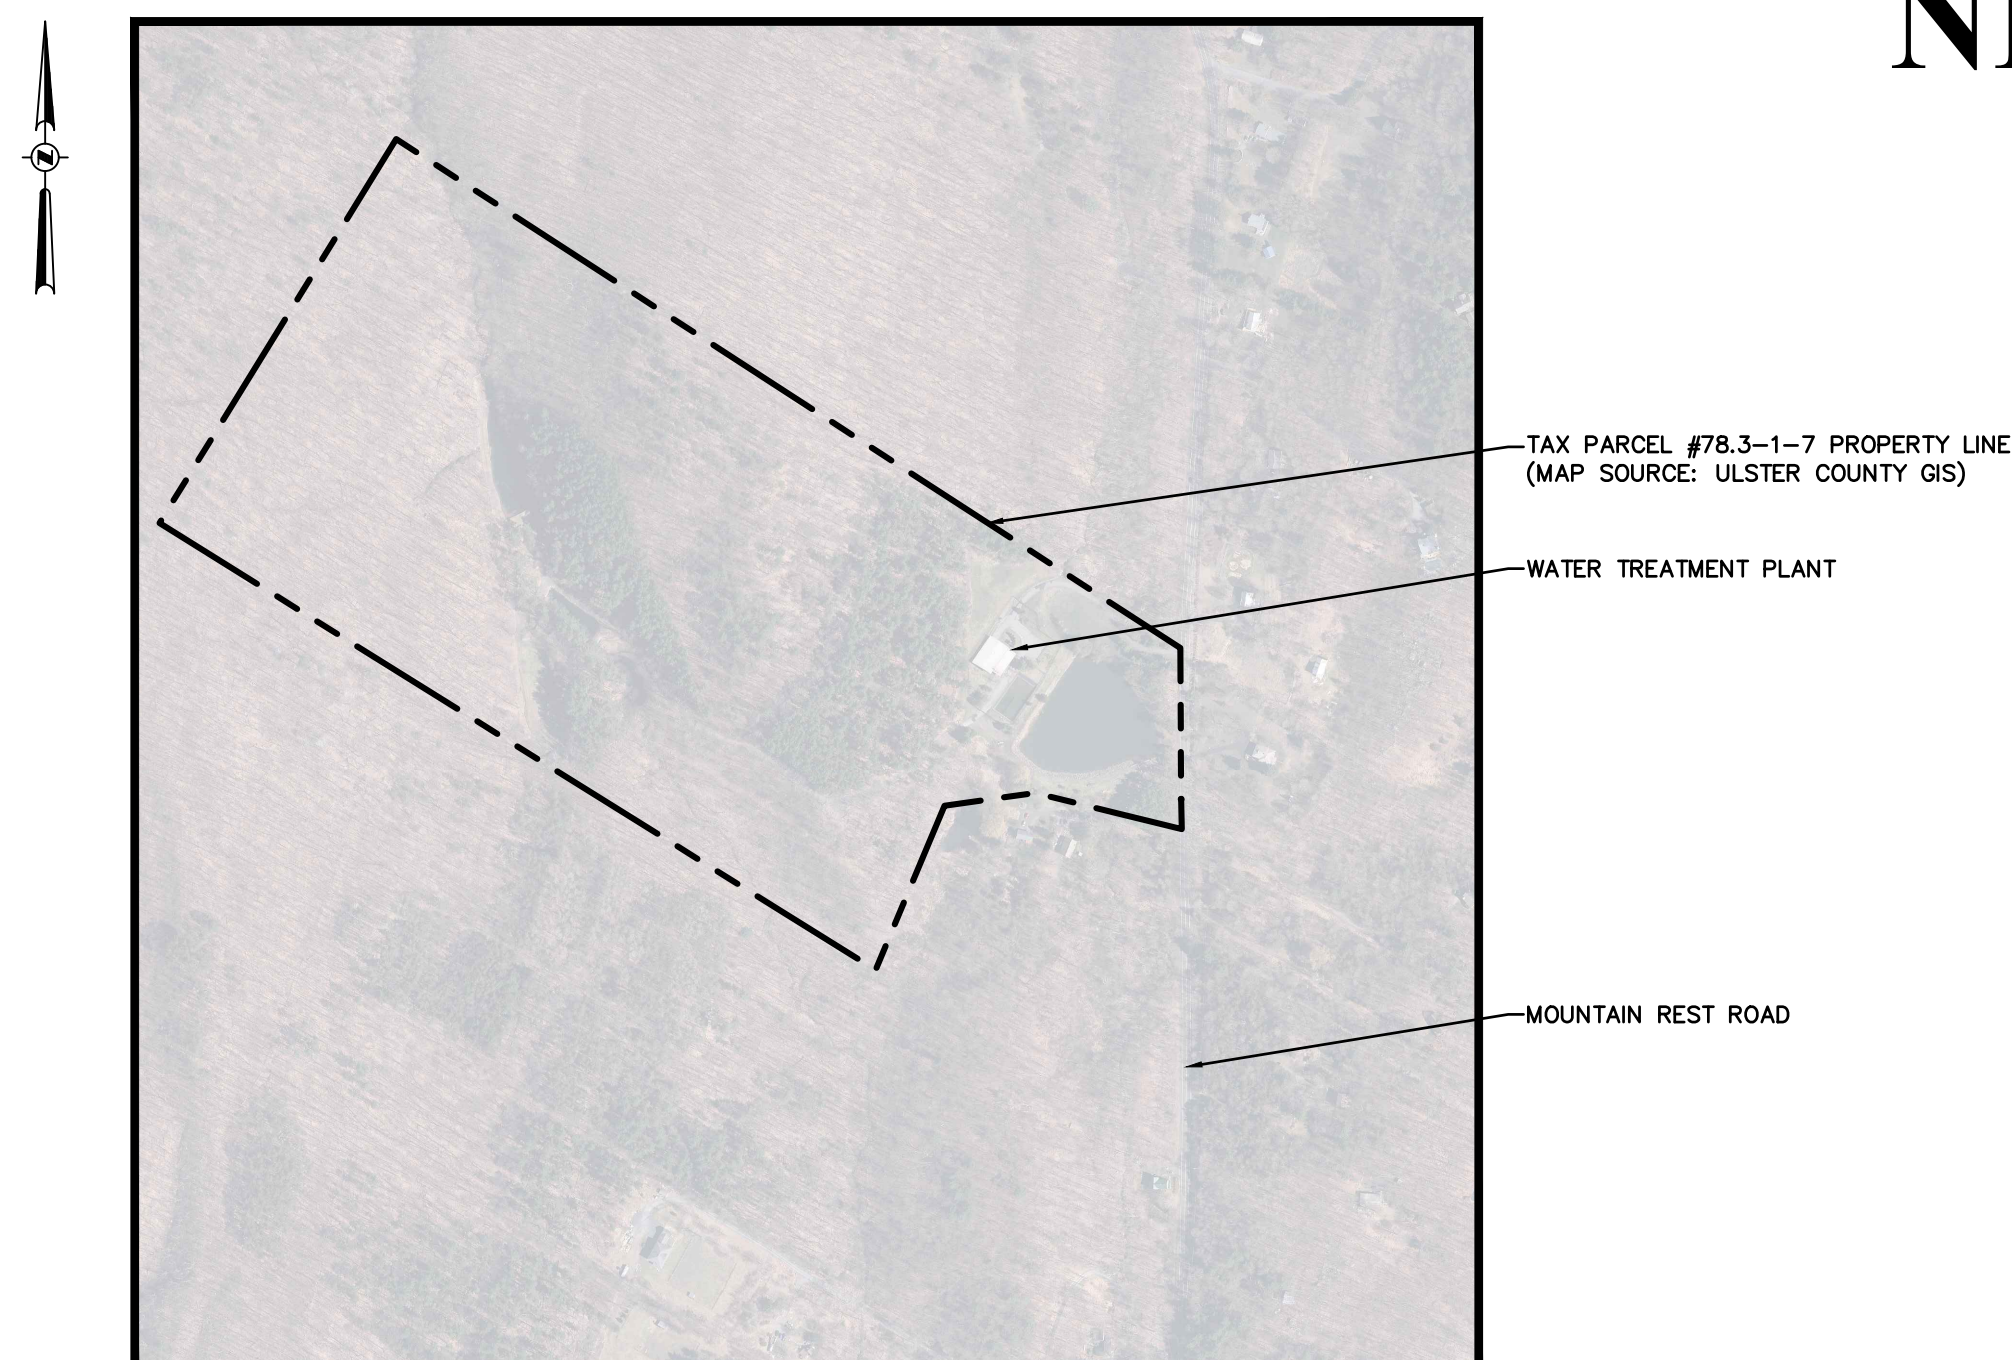 TAX PARCEL #78.3-1-7 PROPERTY LINE
(MAP SOURCE: ULSTER COUNTY GIS)
WATER TREATMENT PLANT
MOUNTAIN REST ROAD